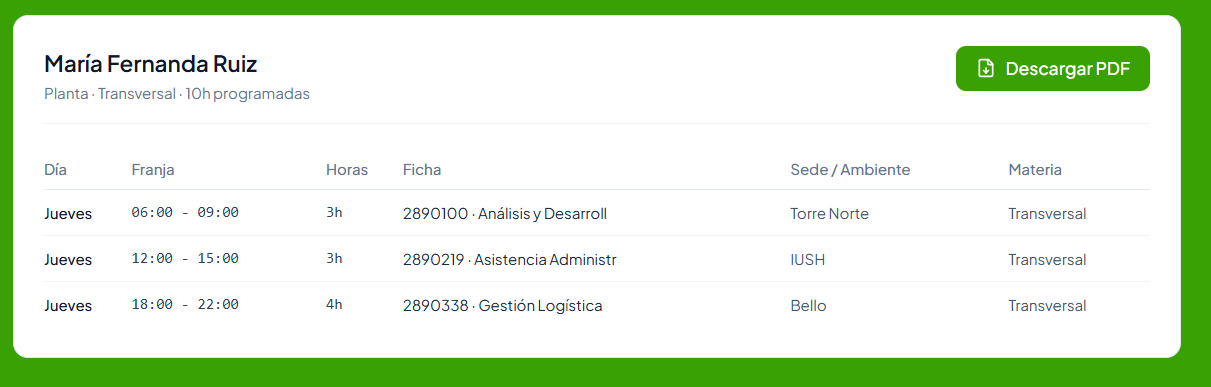 María Fernanda Ruiz
Descargar PDF
Planta · Transversal · 10h programadas
Día Franja Horas Ficha Sede / Ambiente Materia
Jueves 06:00 - 09:00 3h 2890100 · Análisis y Desarroll Torre Norte Transversal
Jueves 12:00 - 15:00 3h 2890219 · Asistencia Administr IUSH Transversal
Jueves 18:00 - 22:00 4h 2890338 · Gestión Logística Bello Transversal